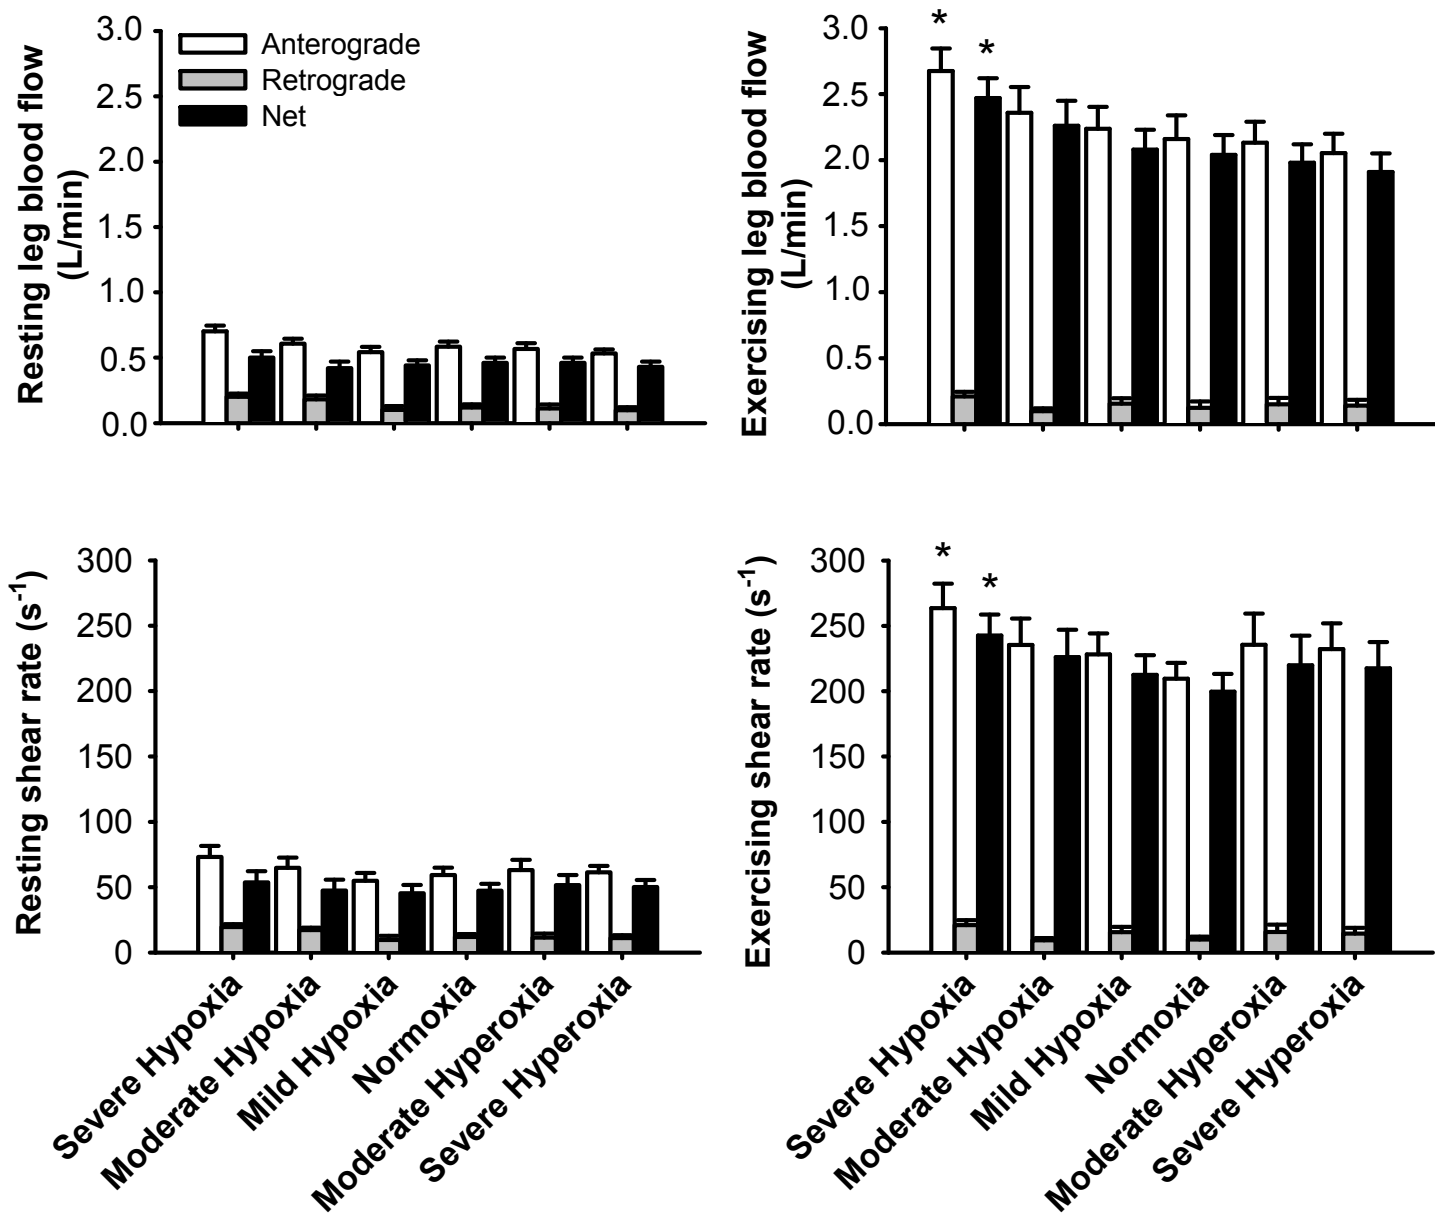 Resting leg blood flow
(L/min)
3.0
2.5
2.0
1.5
1.0
0.5
0.0
Anterograde
Retrograde
Net
Exercising leg blood flow
(L/min)
3.0
2.5
2.0
1.5
1.0
0.5
0.0
*
*
Resting shear rate (s⁻¹)
300
250
200
150
100
50
0
Severe Hypoxia
Moderate Hypoxia
Mild Hypoxia
Normoxia
Moderate Hyperoxia
Severe Hyperoxia
Exercising shear rate (s⁻¹)
300
250
200
150
100
50
0
*
*
Severe Hypoxia
Moderate Hypoxia
Mild Hypoxia
Normoxia
Moderate Hyperoxia
Severe Hyperoxia